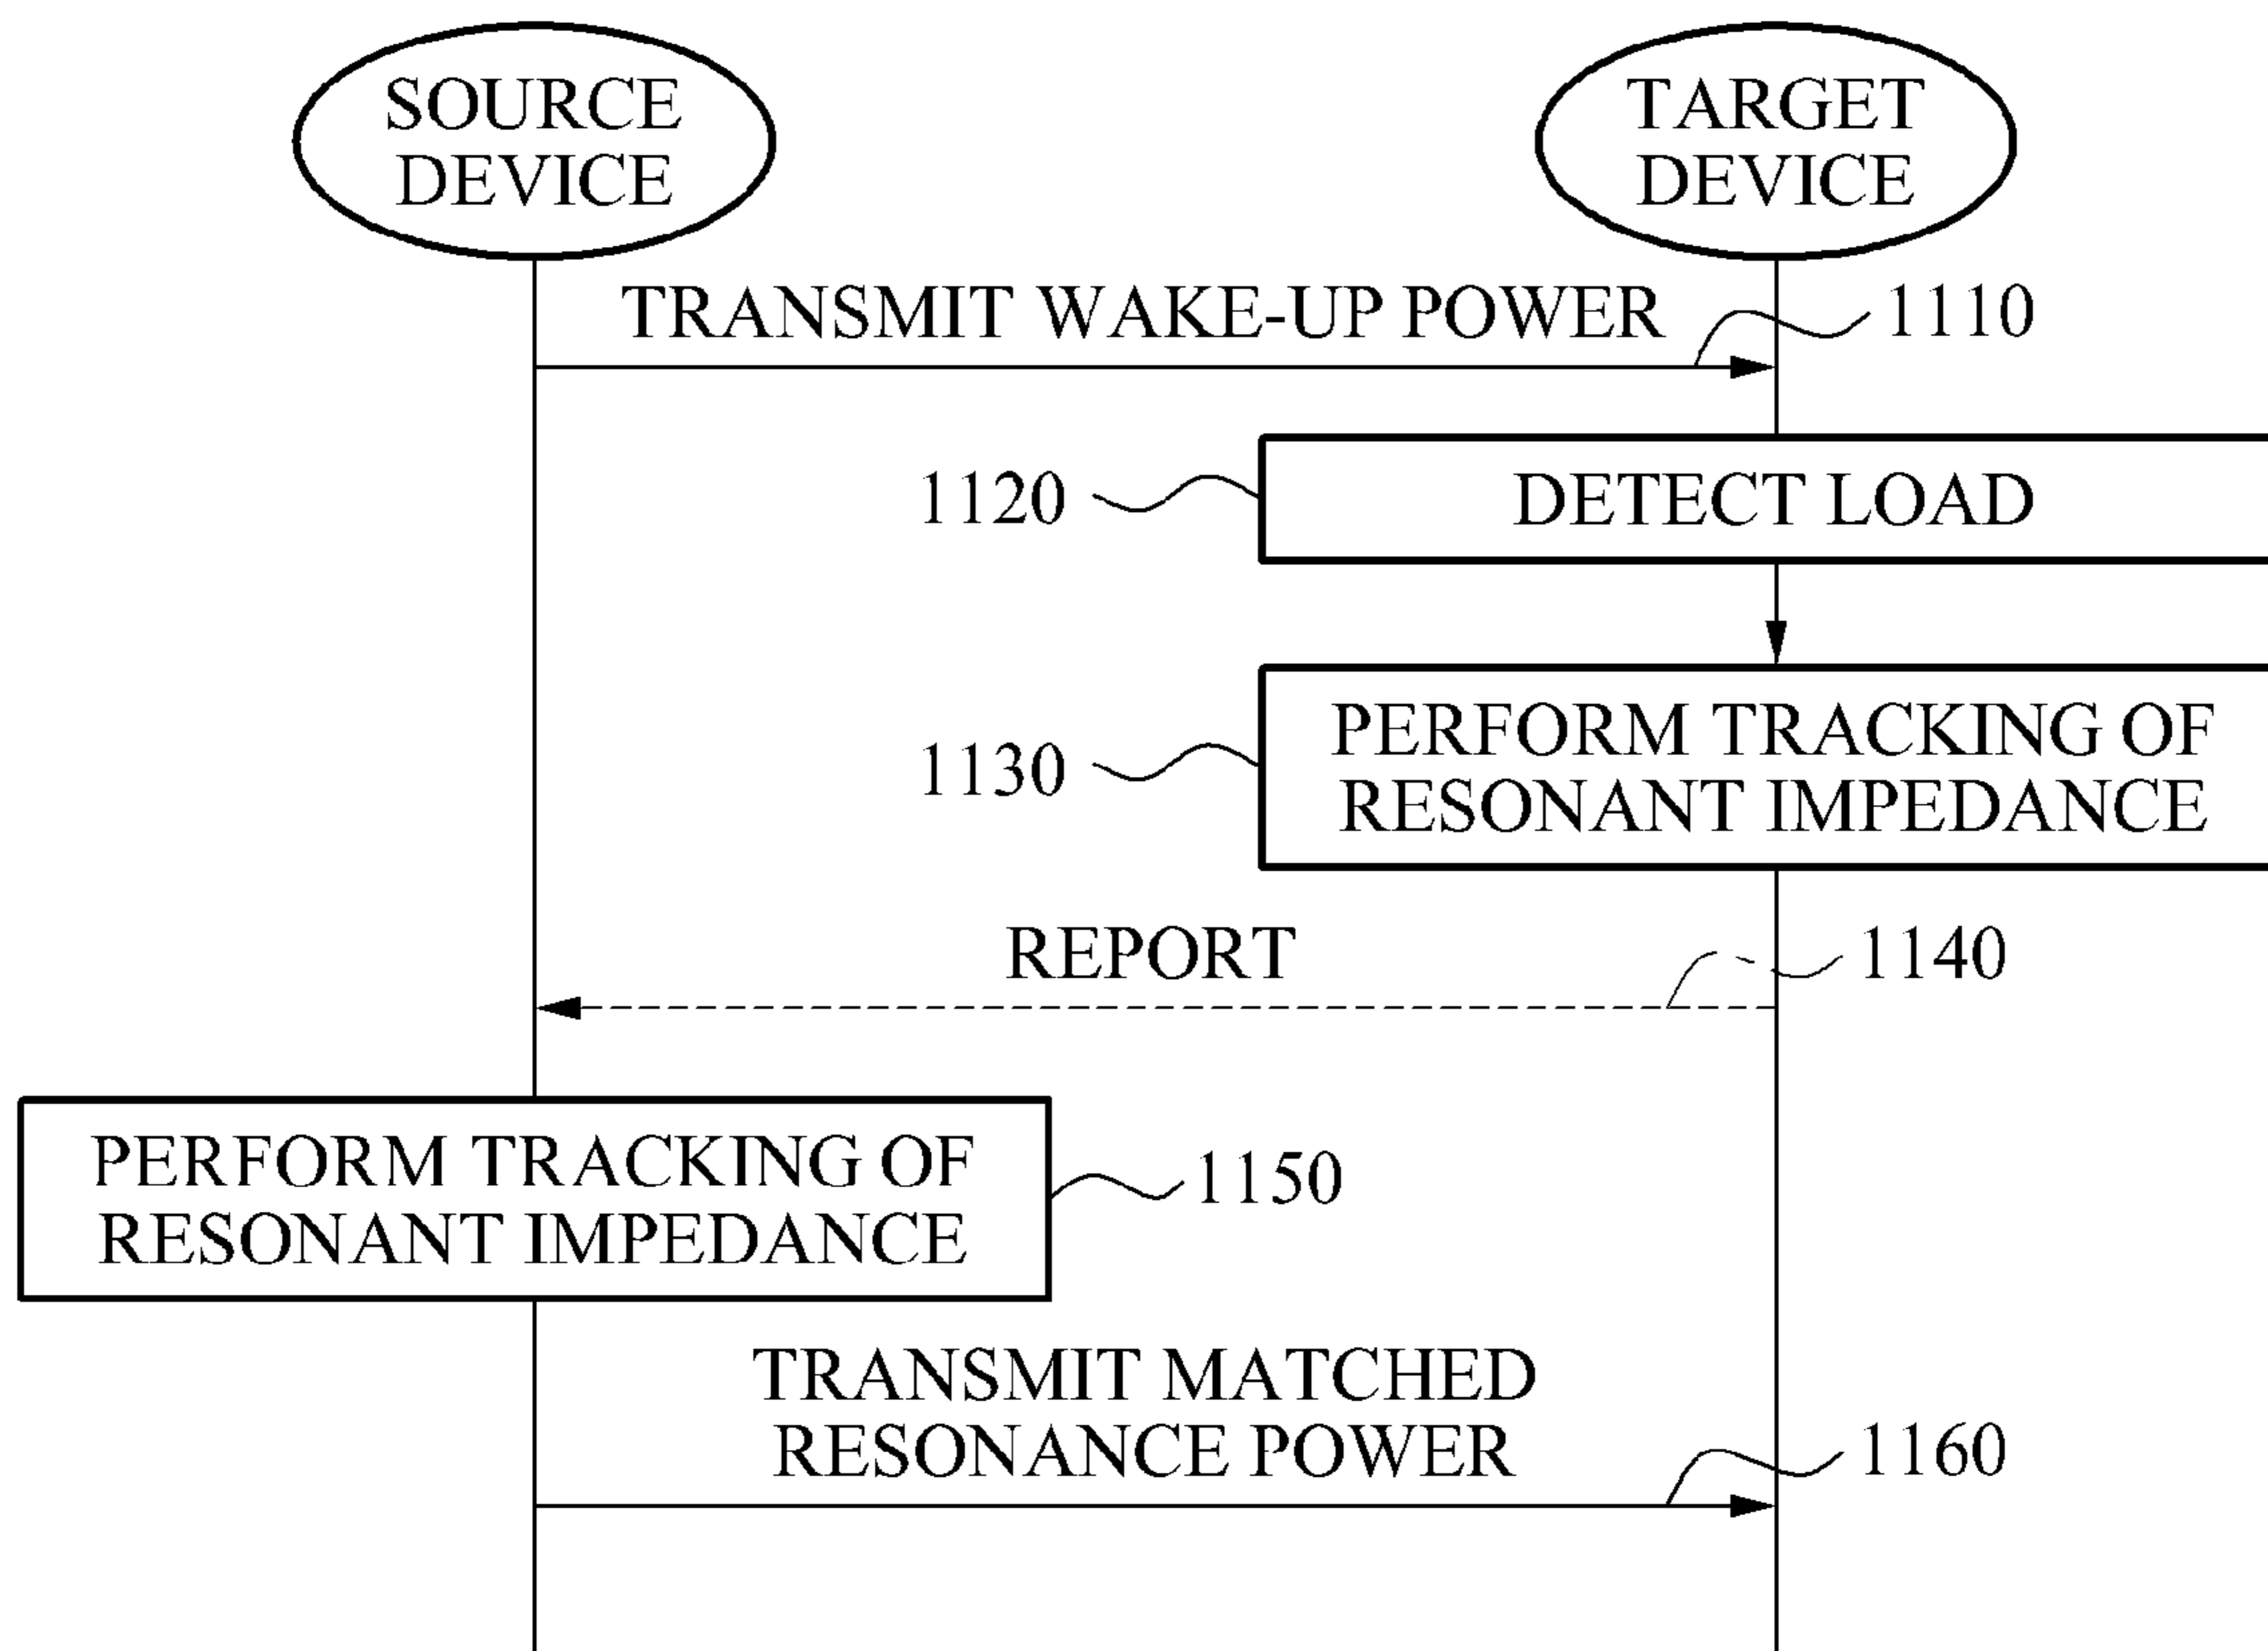 SOURCE
DEVICE
TARGET
DEVICE
TRANSMIT WAKE-UP POWER
1110
1120
DETECT LOAD
1130
PERFORM TRACKING OF
RESONANT IMPEDANCE
REPORT
1140
PERFORM TRACKING OF
RESONANT IMPEDANCE
1150
TRANSMIT MATCHED
RESONANCE POWER
1160